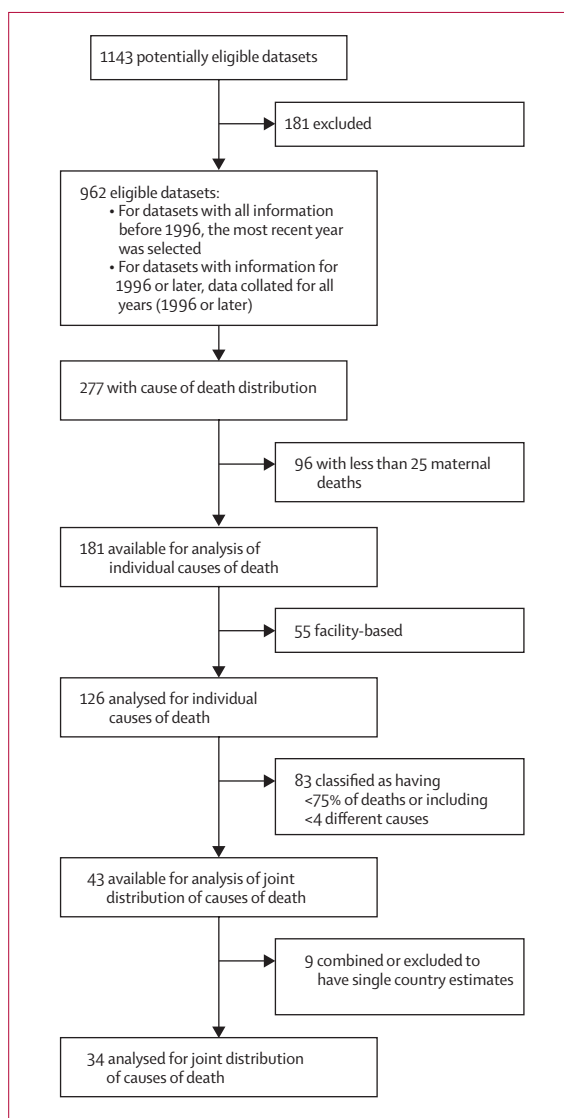 1143 potentially eligible datasets
181 excluded
962 eligible datasets:
• For datasets with all information
before 1996, the most recent year
was selected
• For datasets with information for
1996 or later, data collated for all
years (1996 or later)
277 with cause of death distribution
96 with less than 25 maternal
deaths
181 available for analysis of
individual causes of death
55 facility-based
126 analysed for individual
causes of death
83 classified as having
<75% of deaths or including
<4 different causes
43 available for analysis of joint
distribution of causes of death
9 combined or excluded to
have single country estimates
34 analysed for joint distribution
of causes of death